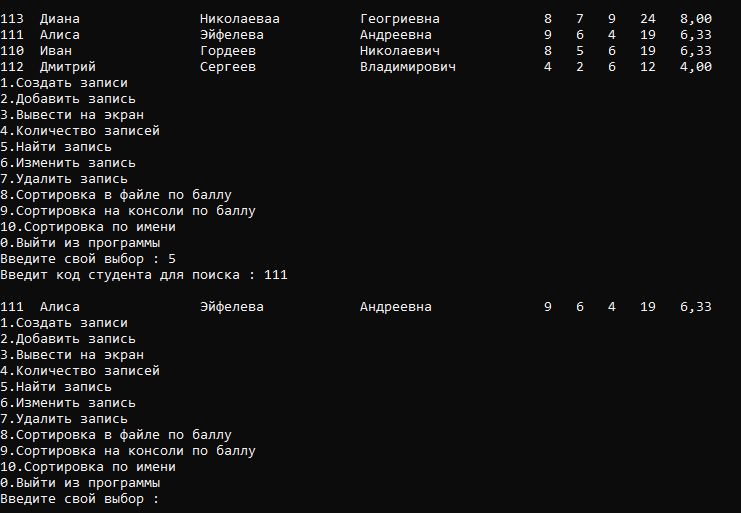 113 Диана Николаеваа Геогриевна 8 7 9 24 8,00
111 Алиса Эйфелева Андреевна 9 6 4 19 6,33
110 Иван Гордеев Николаевич 8 5 6 19 6,33
112 Дмитрий Сергеев Владимирович 4 2 6 12 4,00
1.Создать записи
2.Добавить запись
3.Вывести на экран
4.Количество записей
5.Найти запись
6.Изменить запись
7.Удалить запись
8.Сортировка в файле по баллу
9.Сортировка на консоли по баллу
10.Сортировка по имени
0.Выйти из программы
Введите свой выбор : 5
Введит код студента для поиска : 111
111 Алиса Эйфелева Андреевна 9 6 4 19 6,33
1.Создать записи
2.Добавить запись
3.Вывести на экран
4.Количество записей
5.Найти запись
6.Изменить запись
7.Удалить запись
8.Сортировка в файле по баллу
9.Сортировка на консоли по баллу
10.Сортировка по имени
0.Выйти из программы
Введите свой выбор :